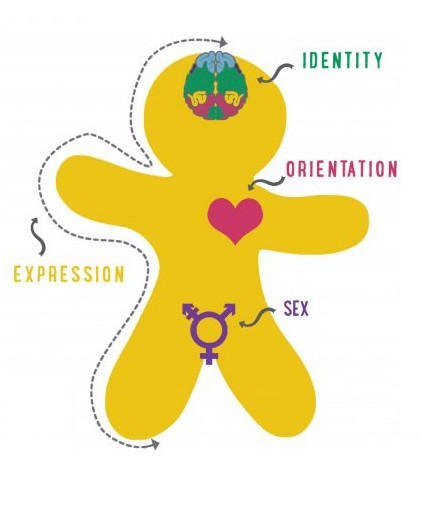 IDENTITY
ORIENTATION
EXPRESSION
SEX